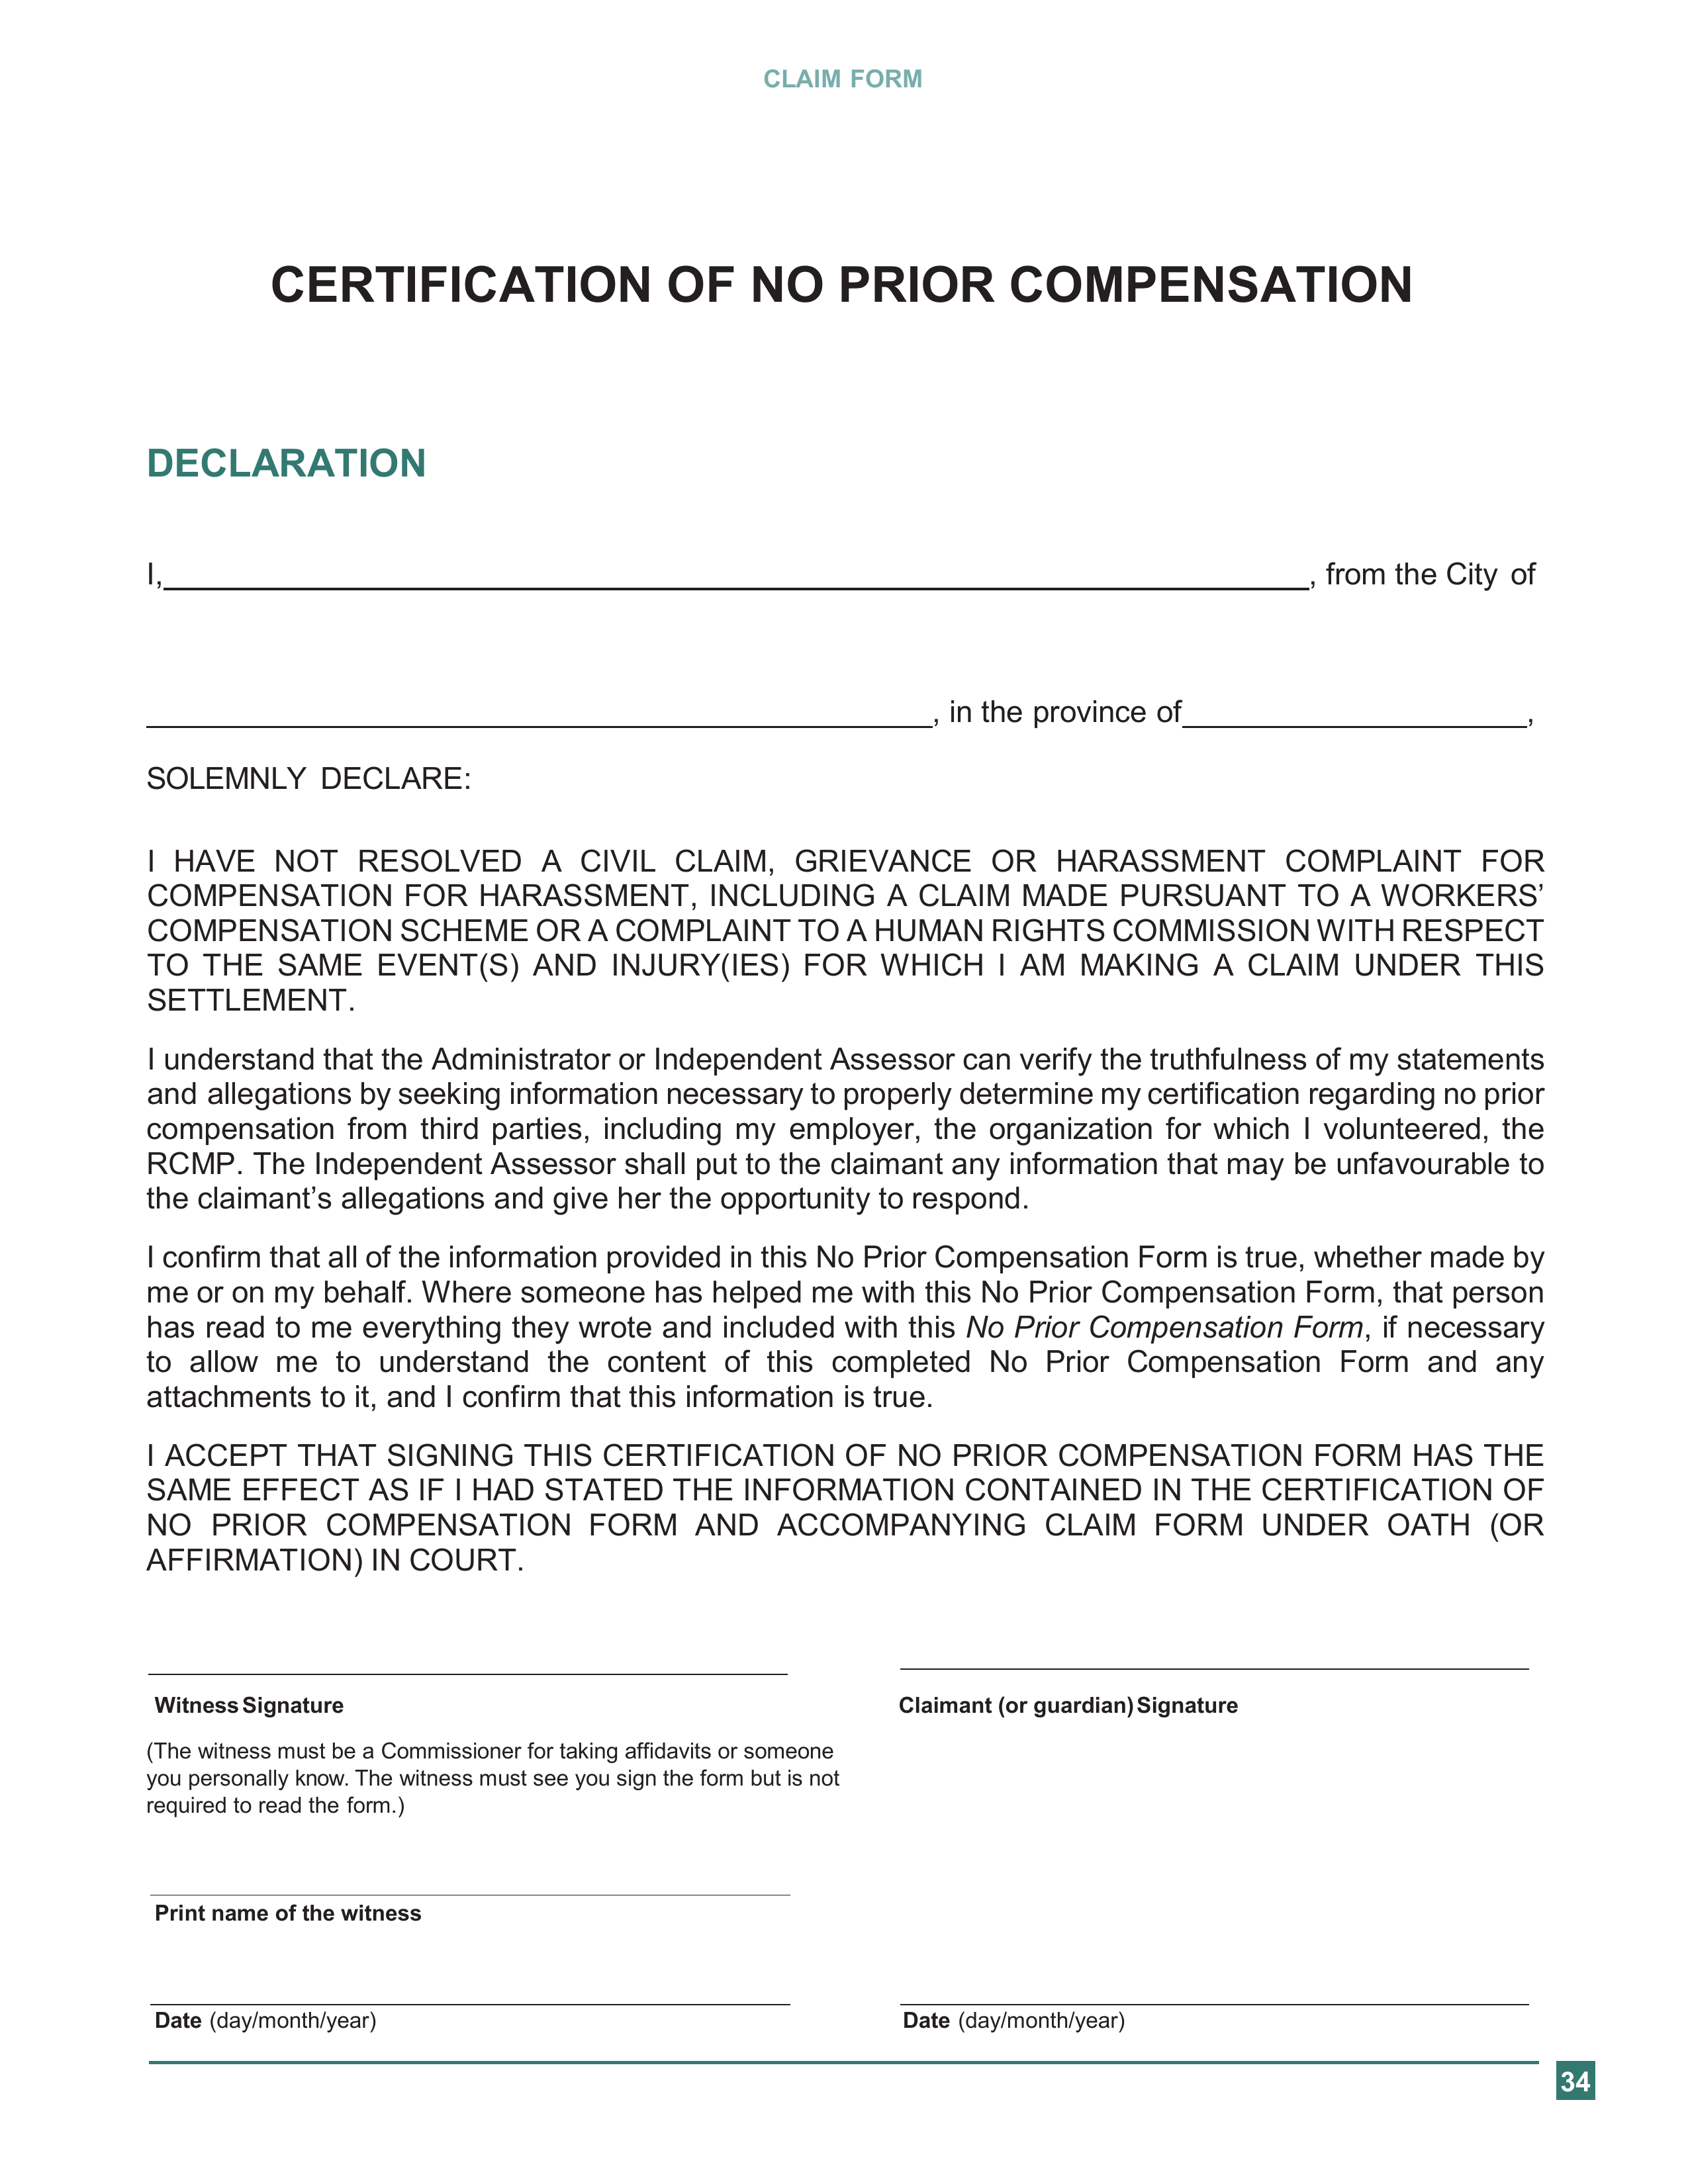 CLAIM FORM
CERTIFICATION OF NO PRIOR COMPENSATION
DECLARATION
I,, from the City of
, in the province of,
SOLEMNLY DECLARE:
I HAVE NOT RESOLVED A CIVIL CLAIM, GRIEVANCE OR HARASSMENT COMPLAINT FOR
COMPENSATION FOR HARASSMENT, INCLUDING A CLAIM MADE PURSUANT TO A WORKERS’
COMPENSATION SCHEME OR A COMPLAINT TO A HUMAN RIGHTS COMMISSION WITH RESPECT
TO THE SAME EVENT(S) AND INJURY(IES) FOR WHICH I AM MAKING A CLAIM UNDER THIS
SETTLEMENT.
I understand that the Administrator or Independent Assessor can verify the truthfulness of my statements
and allegations by seeking information necessary to properly determine my certification regarding no prior
compensation from third parties, including my employer, the organization for which I volunteered, the
RCMP. The Independent Assessor shall put to the claimant any information that may be unfavourable to
the claimant’s allegations and give her the opportunity to respond.
I confirm that all of the information provided in this No Prior Compensation Form is true, whether made by
me or on my behalf. Where someone has helped me with this No Prior Compensation Form, that person
has read to me everything they wrote and included with this No Prior Compensation Form, if necessary
to allow me to understand the content of this completed No Prior Compensation Form and any
attachments to it, and I confirm that this information is true.
I ACCEPT THAT SIGNING THIS CERTIFICATION OF NO PRIOR COMPENSATION FORM HAS THE
SAME EFFECT AS IF I HAD STATED THE INFORMATION CONTAINED IN THE CERTIFICATION OF
NO PRIOR COMPENSATION FORM AND ACCOMPANYING CLAIM FORM UNDER OATH (OR
AFFIRMATION) IN COURT.
Witness Signature
Claimant (or guardian) Signature
(The witness must be a Commissioner for taking affidavits or someone
you personally know. The witness must see you sign the form but is not
required to read the form.)
Print name of the witness
Date (day/month/year)
Date (day/month/year)
34